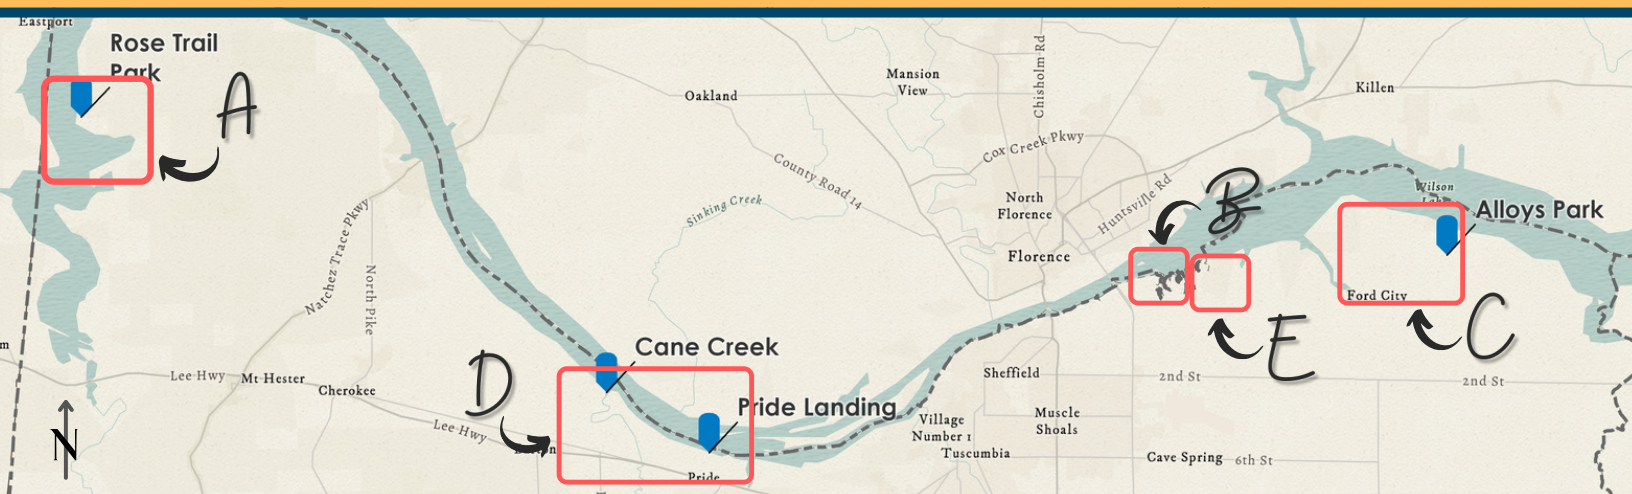 Eastport
Rose Trail
Park
A
Oakland
Mansion
View
Chisholm Rd
Killen
Cox Creek Pkwy
County Road 14
Sinking Creek
North
Florence
Huntsville Rd
B
Wilson
Alloys Park
Natchez Trace Pkwy
North Pike
Florence
Ford City
C
E
D
Cane Creek
Lee Hwy
Mt Hester
Cherokee
Sheffield
2nd St
2nd St
Pride Landing
Lee Hwy
Village
Number 1
Muscle
Shoals
Tuscumbia
Cave Spring
6th St
Pride
N